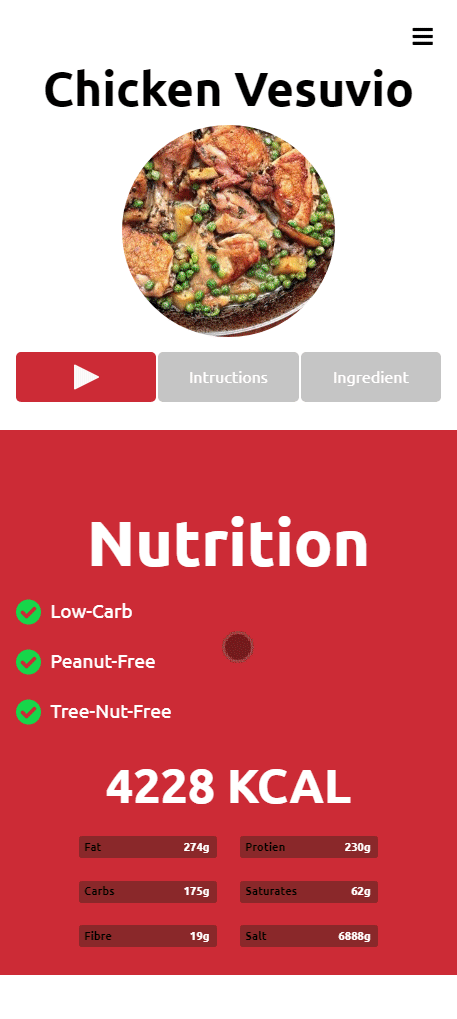 Chicken Vesuvio
Intructions
Ingredient
Nutrition
Low-Carb
Peanut-Free
Tree-Nut-Free
4228 KCAL
Fat 274g
Protien 230g
Carbs 175g
Saturates 62g
Fibre 19g
Salt 6888g